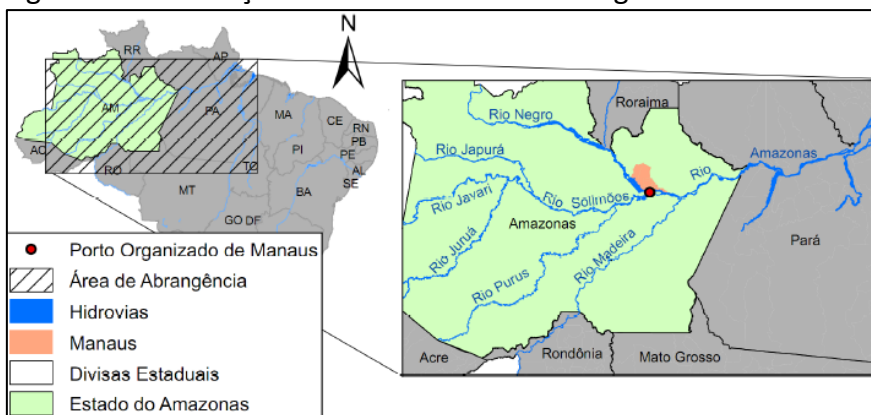 N
RR
AP
AM
PA
MA
CE
RN
PB
PE
AL
SE
PI
AC
RO
TO
MT
BA
GO DF
Porto Organizado de Manaus
Área de Abrangência
Hidrovias
Manaus
Divisas Estaduais
Estado do Amazonas
Roraima
Rio Negro
Rio Japurá
Rio Javari
Rio Solimões
Rio Amazonas
Amazonas
Rio Juruá
Rio Purus
Rio Madeira
Pará
Acre
Rondônia
Mato Grosso